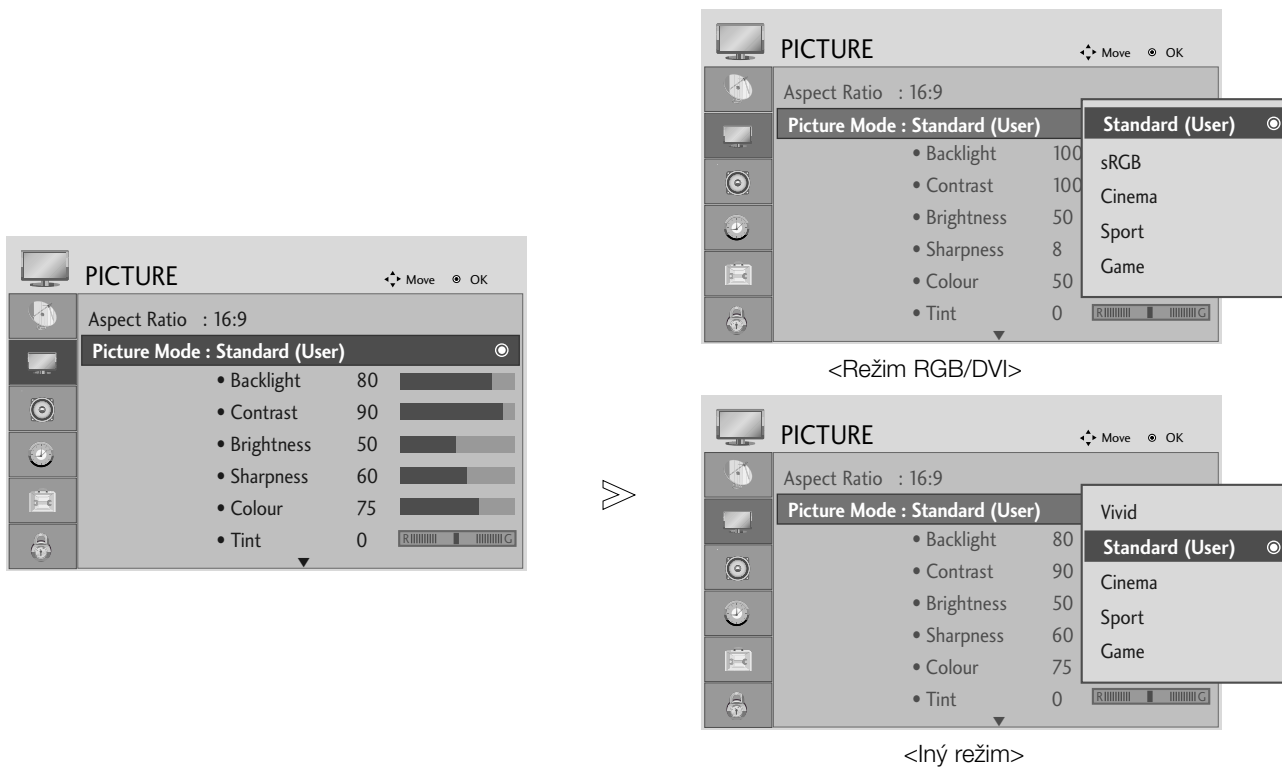 PICTURE Move OK
Aspect Ratio : 16:9
Picture Mode : Standard (User)
• Backlight 80
• Contrast 90
• Brightness 50
• Sharpness 60
• Colour 75
• Tint 0 R G
PICTURE Move OK
Aspect Ratio : 16:9
Picture Mode : Standard (User)
• Backlight 100
• Contrast 100
• Brightness 50
• Sharpness 8
• Colour 50
• Tint 0 R G
Standard (User)
sRGB
Cinema
Sport
Game
<Režim RGB/DVI>
PICTURE Move OK
Aspect Ratio : 16:9
Picture Mode : Standard (User)
• Backlight 80
• Contrast 90
• Brightness 50
• Sharpness 60
• Colour 75
• Tint 0 R G
Vivid
Standard (User)
Cinema
Sport
Game
<Iný režim>